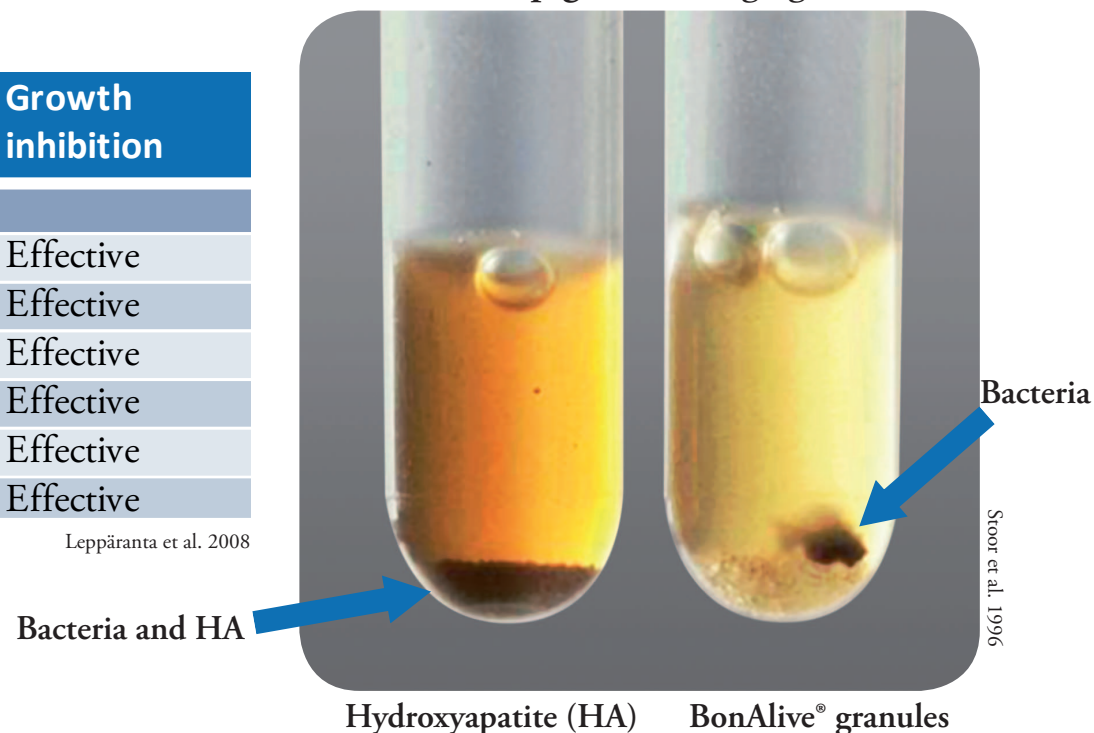 Growth
inhibition
Effective
Effective
Effective
Effective
Effective
Effective
Leppäranta et al. 2008
Bacteria and HA
Bacteria
Stoor et al. 1996
Hydroxyapatite (HA)
BonAlive® granules